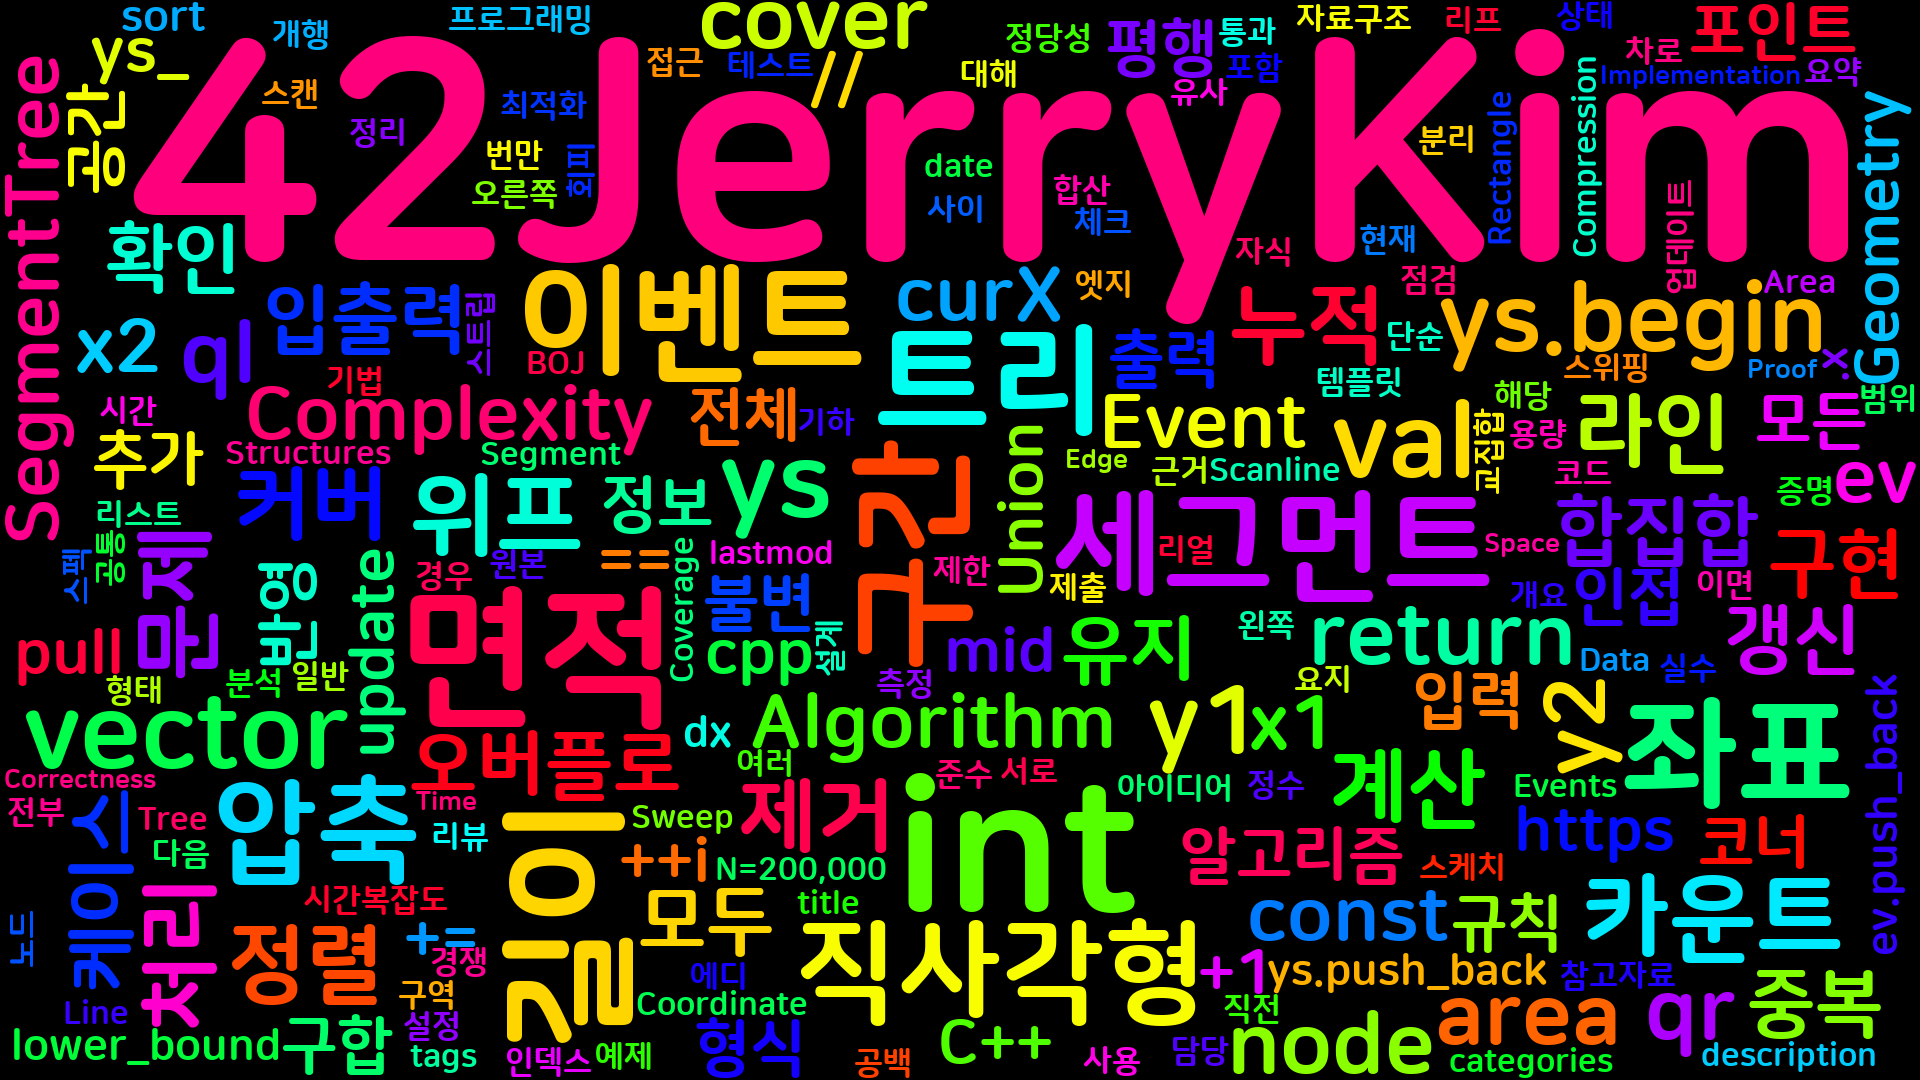 sort
개행
프로그래밍
cover
정당성
평행
통과
자료구조
리프
상태
포인트
ys_
스캔
접근
테스트
//
대해
유사
포함
차로
Implementation
요약
SegmentTree
공간
42JerryKim
정리
최적화
번만
오른쪽
회피
date
사이
합산
체크
분리
Rectangle
Compression
Geometry
확인
자식
현재
업데이트
점검
Area
x2
ql
입출력
스트립
이벤트
BOJ
curX
엣지
트리
출력
누적
단순
ys.begin
스위핑
Proof
x.
시간
기법
Complexity
전체
기하
Event
템플릿
val
교집합
해당
용량
라인
모든
범위
추가
Structures
Segment
Union
Edge
근거
Scanline
코드
증명
ev
커버
위프
정보
ys
구간
세그먼트
리얼
Space
합집합
구현
리스트
공통
스팩
문제
반영
update
경우
원본
==
lastmod
Coverage
불변
제한
제출
개요
인접
이면
pull
형태
분석
일반
면적
cpp
설계
mid
유지
왼쪽
return
Data
실수
갱신
측정
요지
입력
y2
좌표
ev.push_back
vector
오버플로
dx
Algorithm
y1
x1
여러
준수
서로
아이디어
정수
계산
Events
Correctness
전부
케이스
Tree
다음
압축
Time
리뷰
길이
Sweep
제거
int
알고리즘
스케치
https
코너
++i
N=200,000
노드
처리
시간복잡도
title
모두
const
규칙
카운트
정렬
+=
경쟁
에디
직사각형
+1
ys.push_back
참고자료
Line
구역
설정
Coordinate
직전
area
qr
중복
lower_bound
구합
tags
인덱스
예제
형식
공백
C++
사용
담당
node
categories
description